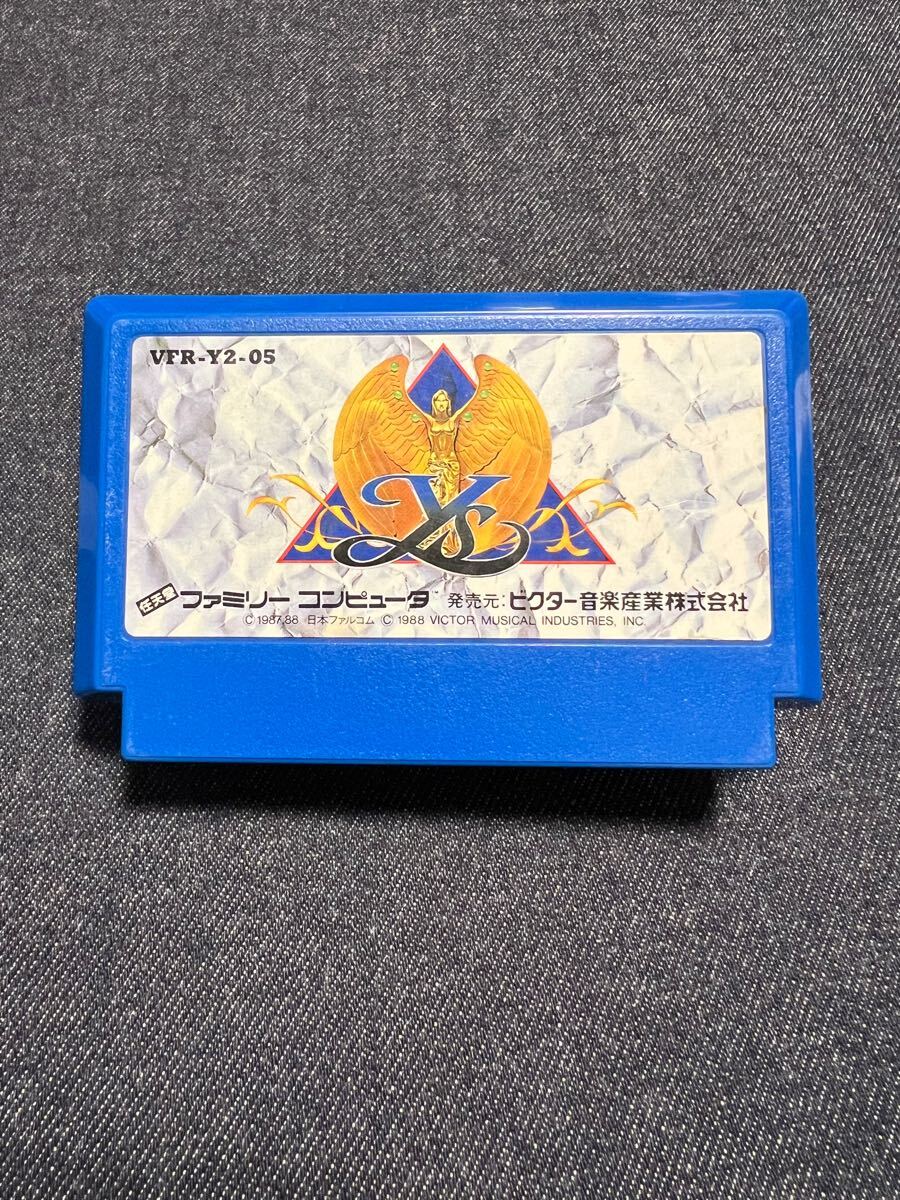 VFR-Y2-05
Ys
任天堂 ファミリー コンピュータ™ 発売元:ビクター音楽産業株式会社
© 1987,88 日本ファルコム (C) 1988 VICTOR MUSICAL INDUSTRIES, INC.